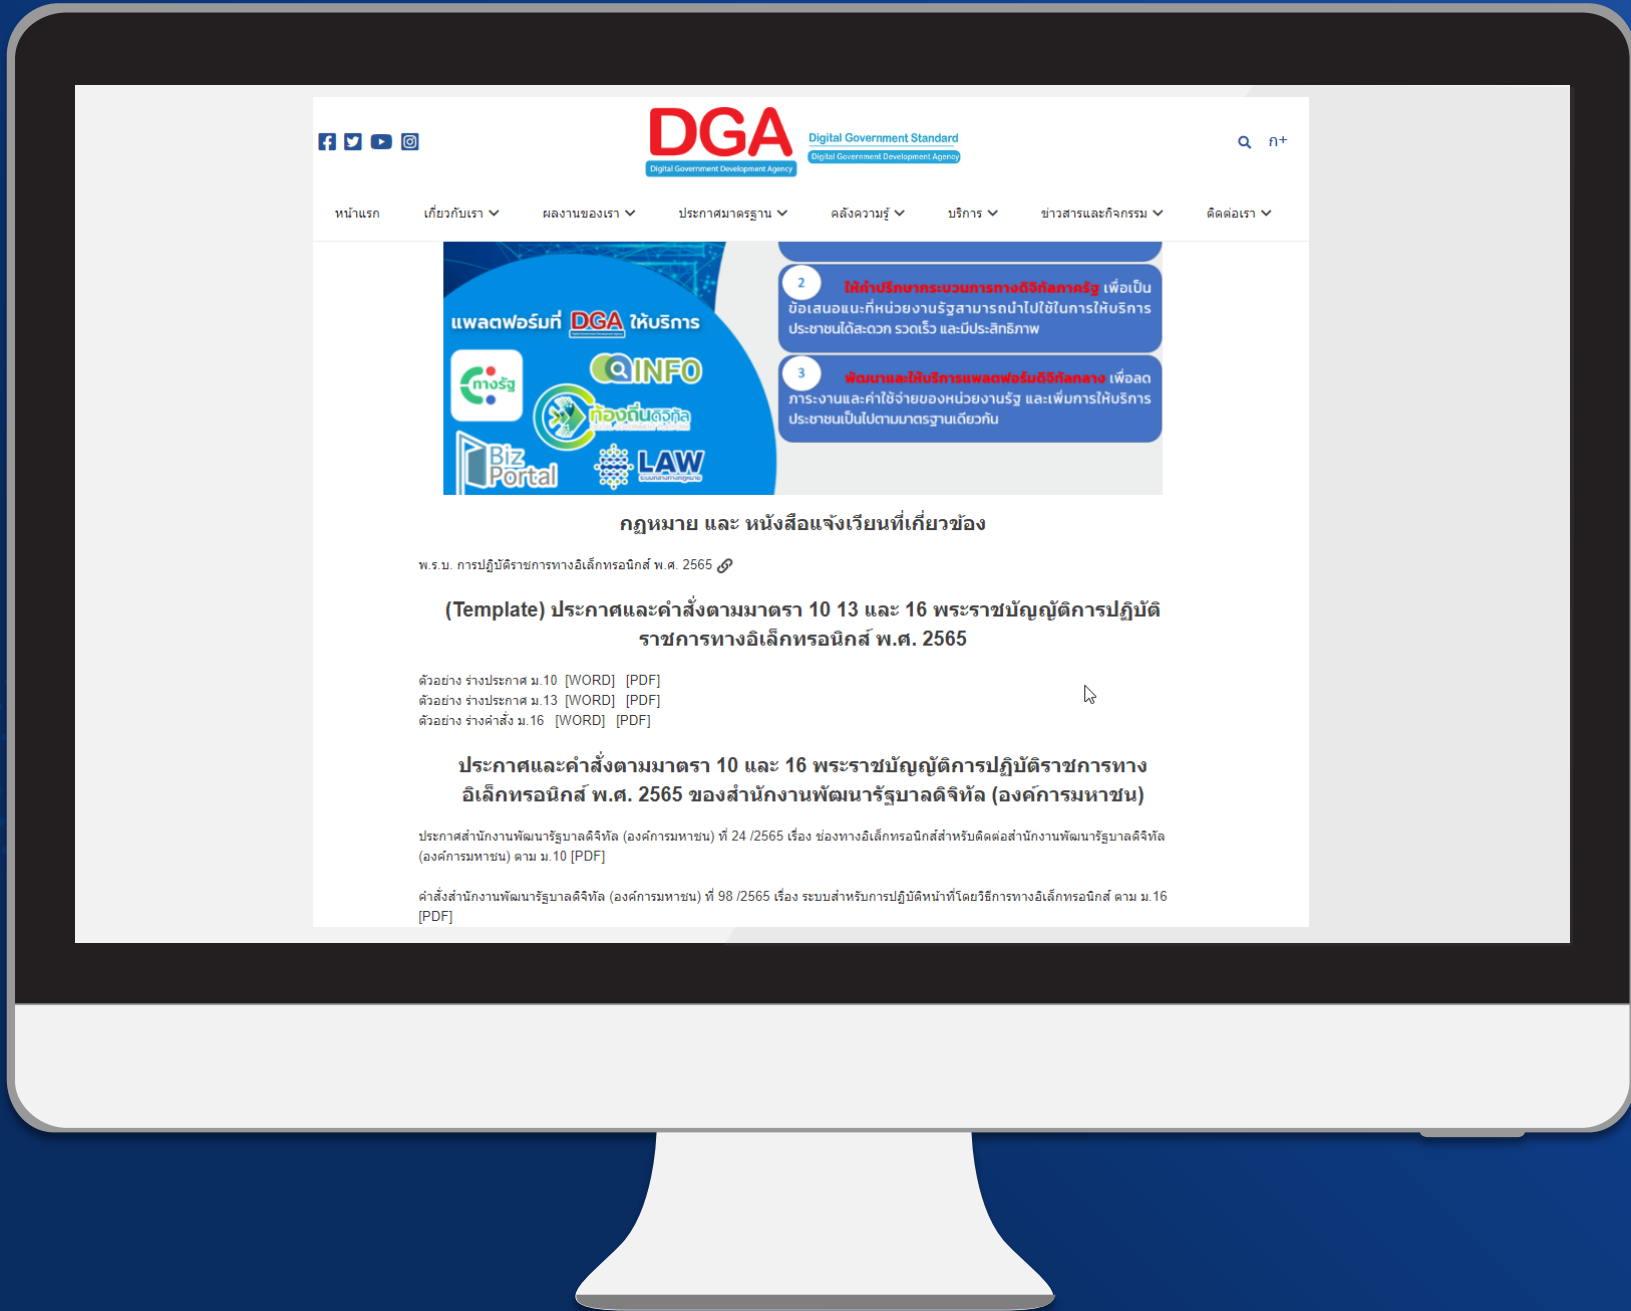 DGA
Digital Government Development Agency
Digital Government Standard
Digital Government Development Agency
ก+
หน้าแรก เกี่ยวกับเรา ผลงานของเรา ประกาศมาตรฐาน คลังความรู้ บริการ ข่าวสารและกิจกรรม ติดต่อเรา
แพลตฟอร์มที่ DGA ให้บริการ
ทางรัฐ
INFO
ท้องถิ่นดิจิทัล
Biz
Portal
LAW
ระบบกลางทางกฎหมาย
2 ให้คำปรึกษากระบวนการทางดิจิทัลภาครัฐ เพื่อเป็น
ข้อเสนอแนะที่หน่วยงานรัฐสามารถนำไปใช้ในการให้บริการ
ประชาชนได้สะดวก รวดเร็ว และมีประสิทธิภาพ
3 พัฒนาและให้บริการแพลตฟอร์มดิจิทัลกลาง เพื่อลด
ภาระงานและค่าใช้จ่ายของหน่วยงานรัฐ และเพิ่มการให้บริการ
ประชาชนเป็นไปตามมาตรฐานเดียวกัน
กฎหมาย และ หนังสือแจ้งเวียนที่เกี่ยวข้อง
พ.ร.บ. การปฏิบัติราชการทางอิเล็กทรอนิกส์ พ.ศ. 2565
(Template) ประกาศและคำสั่งตามมาตรา 10 13 และ 16 พระราชบัญญัติการปฏิบัติ
ราชการทางอิเล็กทรอนิกส์ พ.ศ. 2565
ตัวอย่าง ร่างประกาศ ม.10 [WORD] [PDF]
ตัวอย่าง ร่างประกาศ ม.13 [WORD] [PDF]
ตัวอย่าง ร่างคำสั่ง ม.16 [WORD] [PDF]
ประกาศและคำสั่งตามมาตรา 10 และ 16 พระราชบัญญัติการปฏิบัติราชการทาง
อิเล็กทรอนิกส์ พ.ศ. 2565 ของสำนักงานพัฒนารัฐบาลดิจิทัล (องค์การมหาชน)
ประกาศสำนักงานพัฒนารัฐบาลดิจิทัล (องค์การมหาชน) ที่ 24 /2565 เรื่อง ช่องทางอิเล็กทรอนิกส์สำหรับติดต่อสำนักงานพัฒนารัฐบาลดิจิทัล
(องค์การมหาชน) ตาม ม.10 [PDF]
คำสั่งสำนักงานพัฒนารัฐบาลดิจิทัล (องค์การมหาชน) ที่ 98 /2565 เรื่อง ระบบสำหรับการปฏิบัติหน้าที่โดยวิธีการทางอิเล็กทรอนิกส์ ตาม ม.16
[PDF]